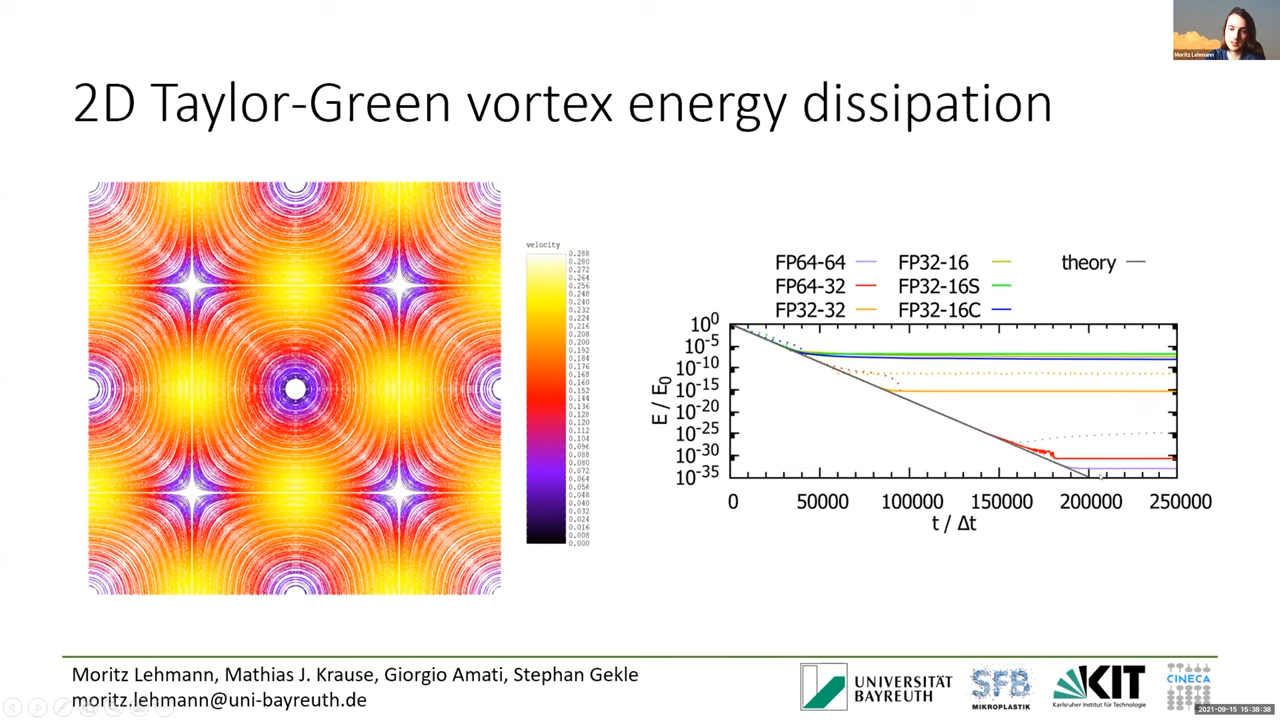 Moritz Lehmann
2D Taylor-Green vortex energy dissipation
velocity
0.288
0.280
0.272
0.264
0.256
0.248
0.240
0.232
0.224
0.216
0.208
0.200
0.192
0.184
0.176
0.168
0.160
0.152
0.144
0.136
0.128
0.120
0.112
0.104
0.096
0.088
0.080
0.072
0.064
0.056
0.048
0.040
0.032
0.024
0.016
0.008
0.000
FP64-64 FP32-16 theory
FP64-32 FP32-16S
FP32-32 FP32-16C
10⁰
10⁻⁵
10⁻¹⁰
10⁻¹⁵
10⁻²⁰
10⁻²⁵
10⁻³⁰
10⁻³⁵
E / E₀
0 50000 100000 150000 200000 250000
t / Δt
Moritz Lehmann, Mathias J. Krause, Giorgio Amati, Stephan Gekle
moritz.lehmann@uni-bayreuth.de
UNIVERSITÄT
BAYREUTH
SFB
MIKROPLASTIK
KIT
Karlsruher Institut für Technologie
CINECA
2021-09-15 15:38:38